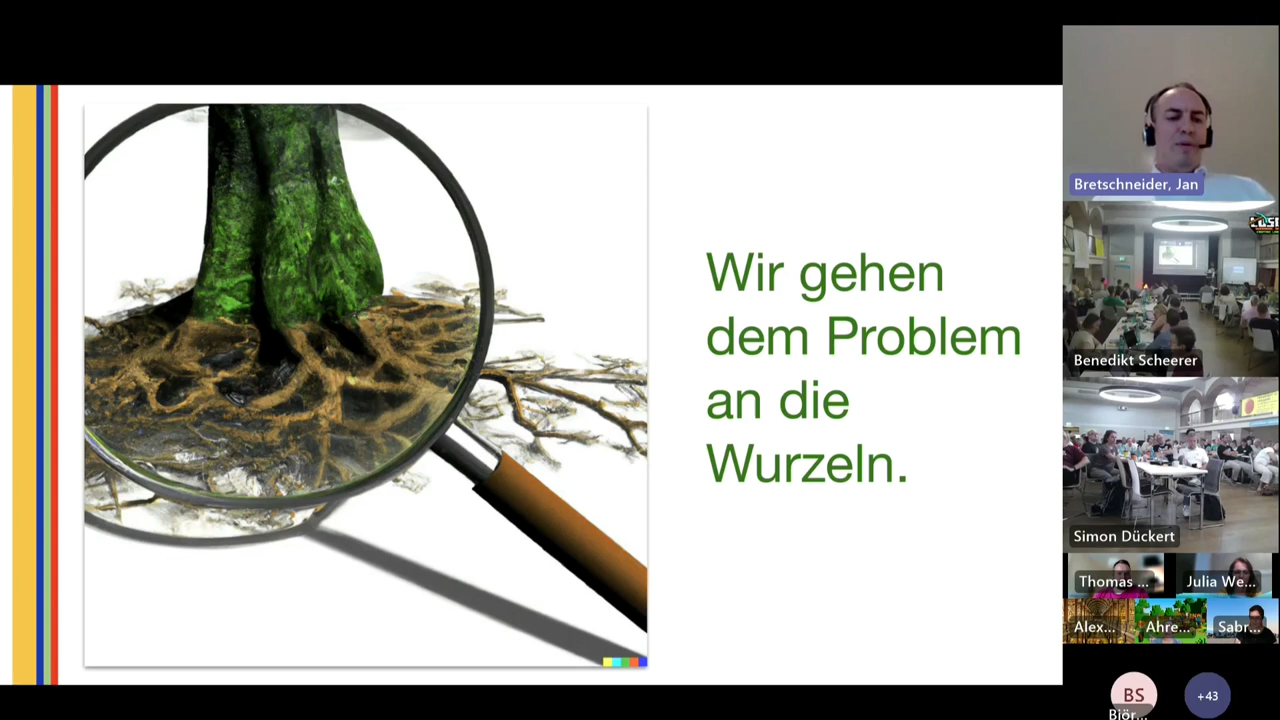 Wir gehen
dem Problem
an die
Wurzeln.
Bretschneider, Jan
Benedikt Scheerer
Simon Dückert
Thomas ...
Julia We...
Alex...
Ahre...
Sabr...
BS
Björ...
+43